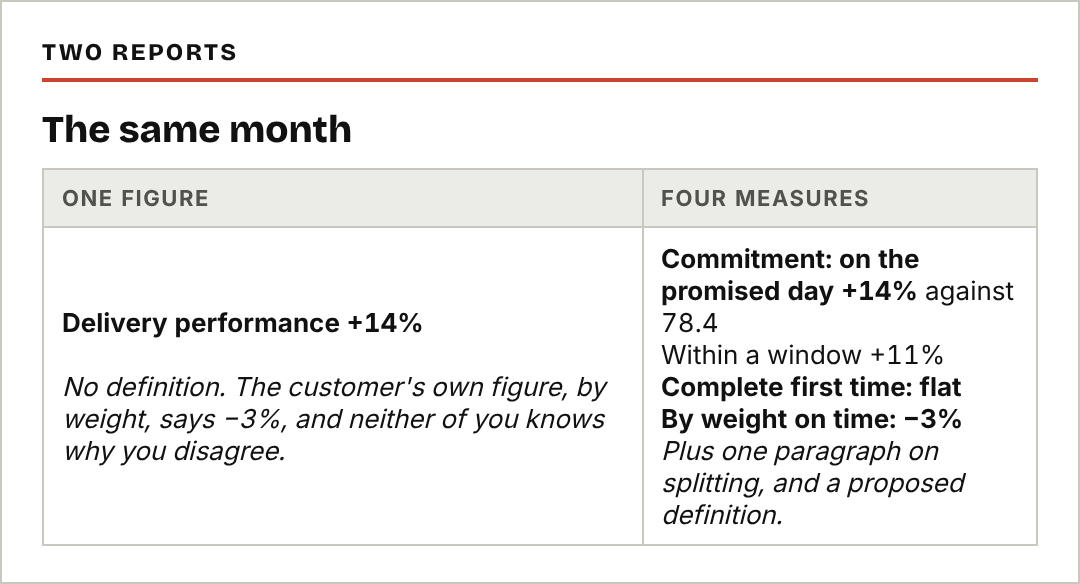 TWO REPORTS
The same month
ONE FIGURE
FOUR MEASURES
Delivery performance +14%
No definition. The customer's own figure, by
weight, says −3%, and neither of you knows
why you disagree.
Commitment: on the
promised day +14% against
78.4
Within a window +11%
Complete first time: flat
By weight on time: −3%
Plus one paragraph on
splitting, and a proposed
definition.